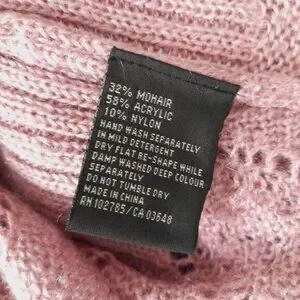 32% MOHAIR
58% ACRYLIC
10% NYLON
HAND WASH SEPARATELY
IN MILD DETERGENT
DRY FLAT RE-SHAPE WHILE
DAMP WASHED DEEP COLOUR
SEPARATELY
DO NOT TUMBLE DRY
MADE IN CHINA
RN 102785/CA 03648